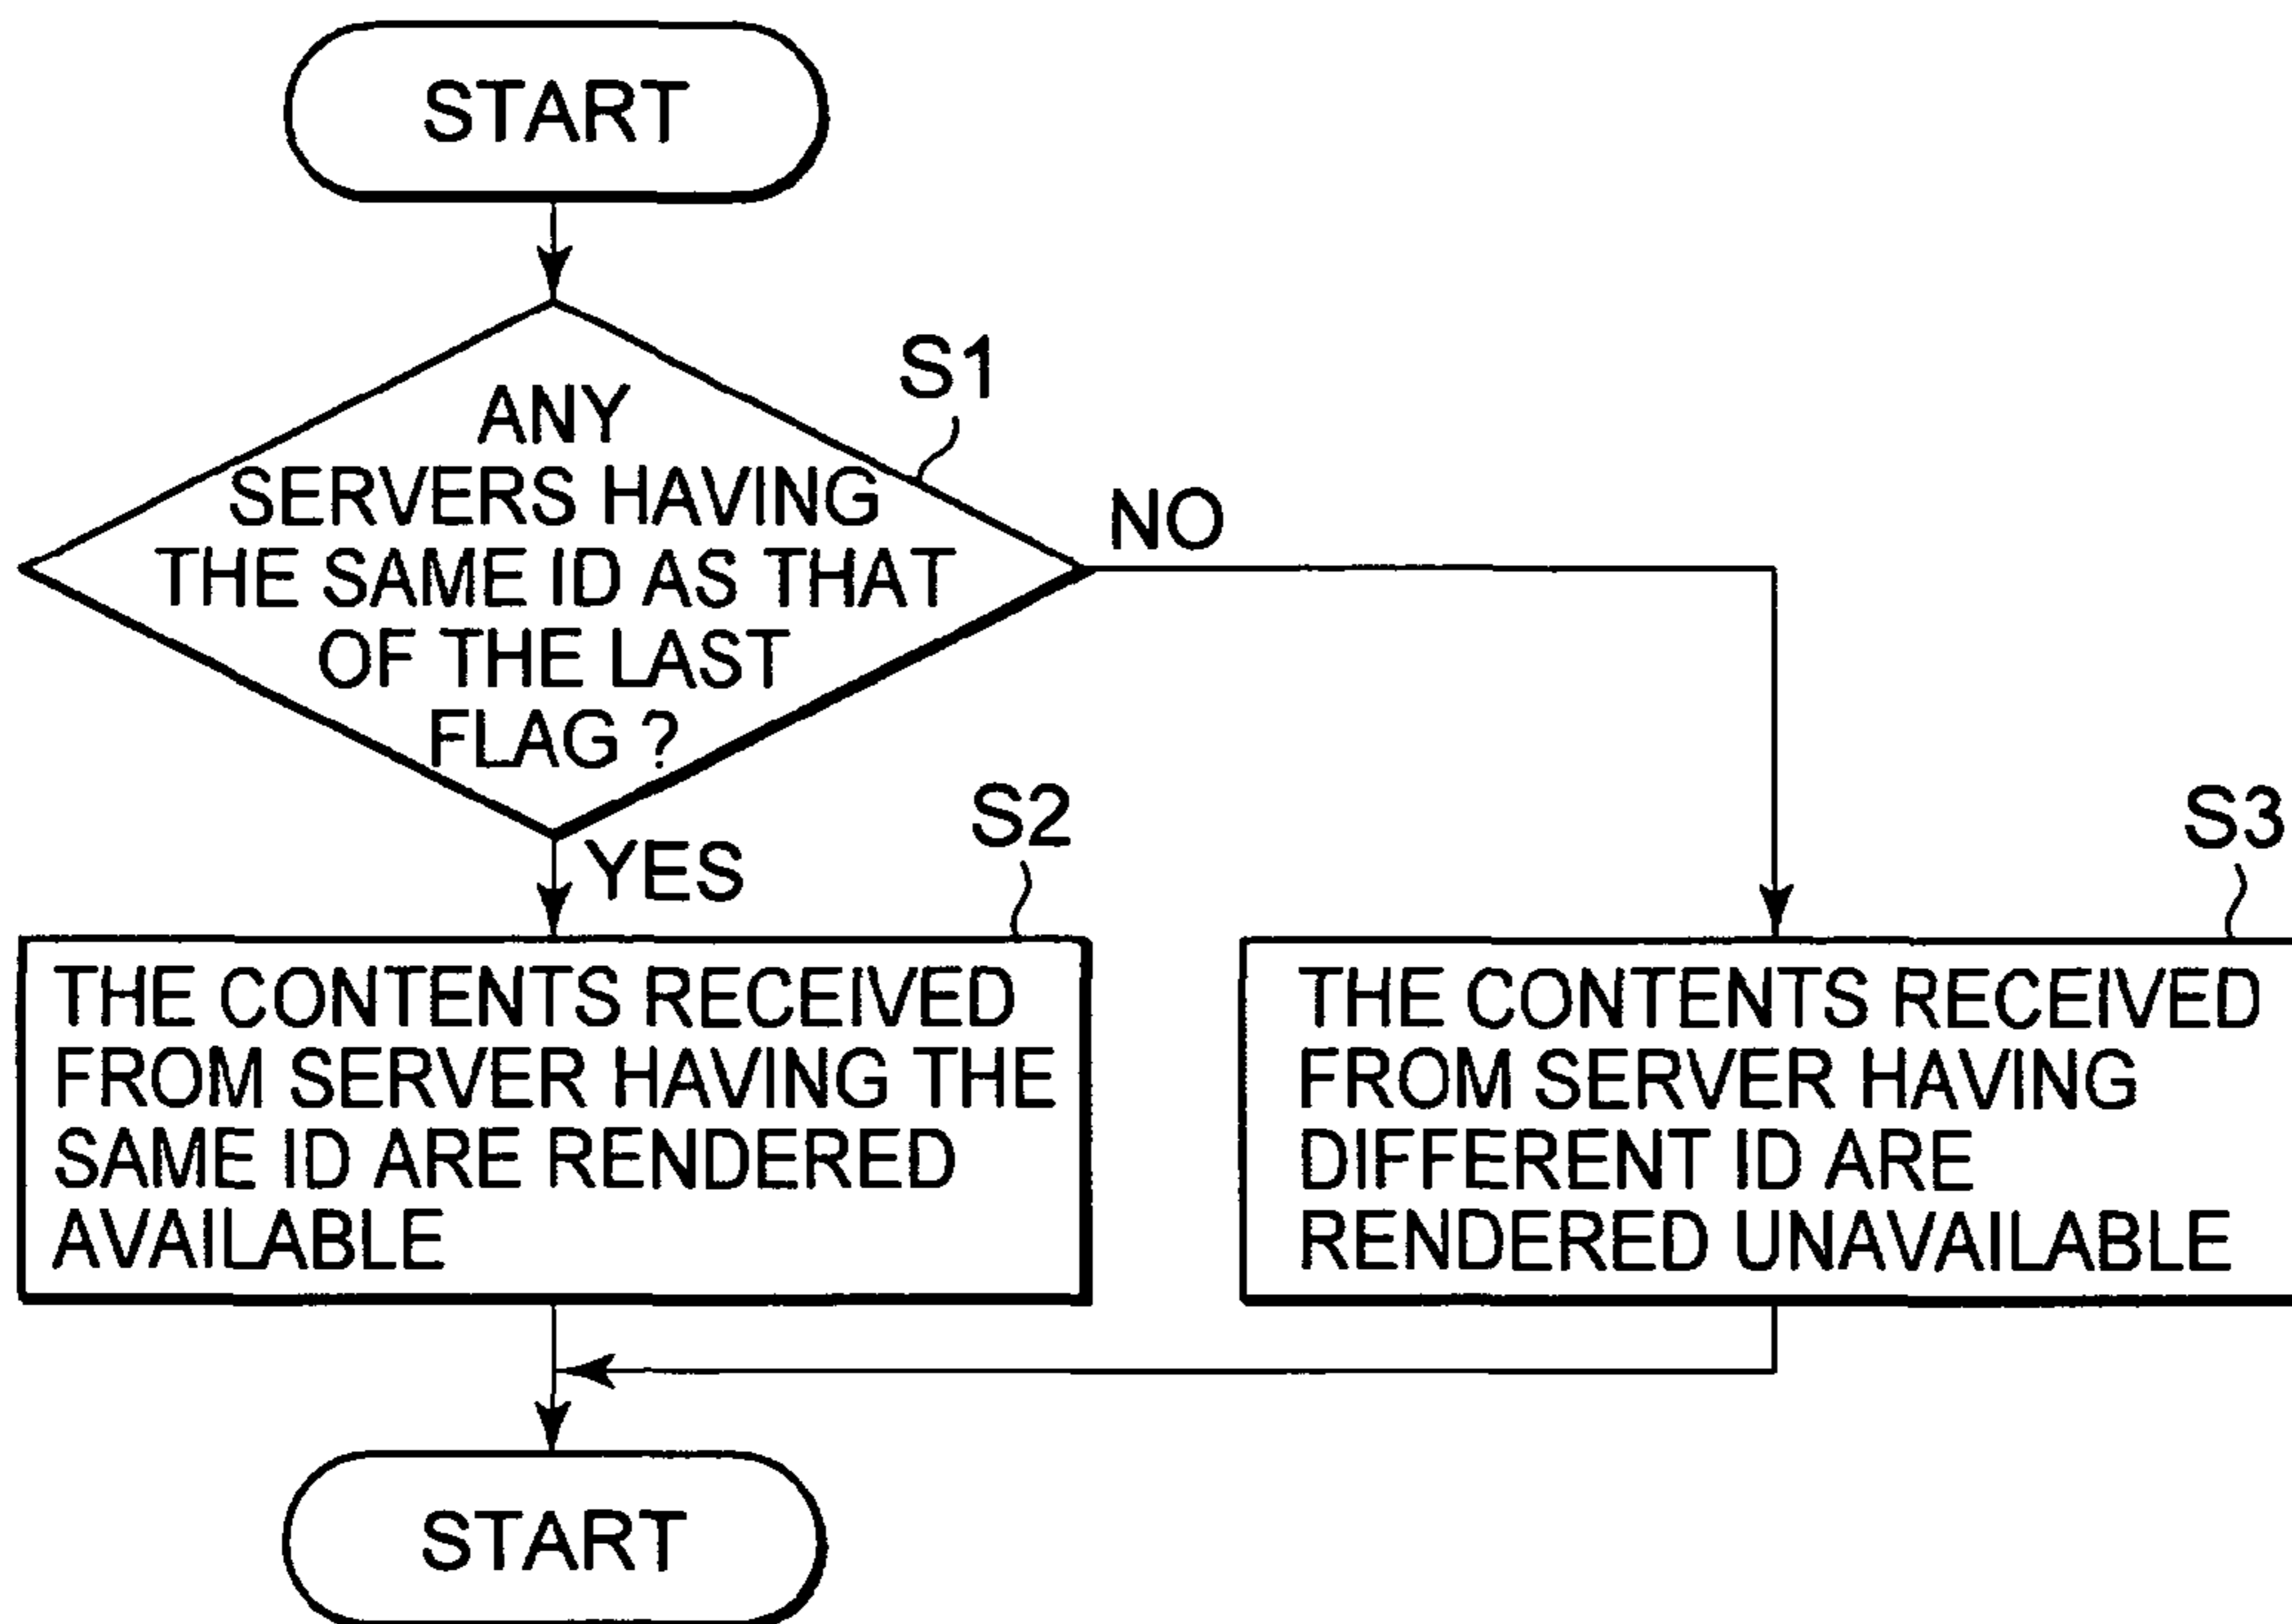 START
S1
ANY
SERVERS HAVING
THE SAME ID AS THAT
OF THE LAST
FLAG ?
NO
YES
S2
THE CONTENTS RECEIVED
FROM SERVER HAVING THE
SAME ID ARE RENDERED
AVAILABLE
S3
THE CONTENTS RECEIVED
FROM SERVER HAVING
DIFFERENT ID ARE
RENDERED UNAVAILABLE
START